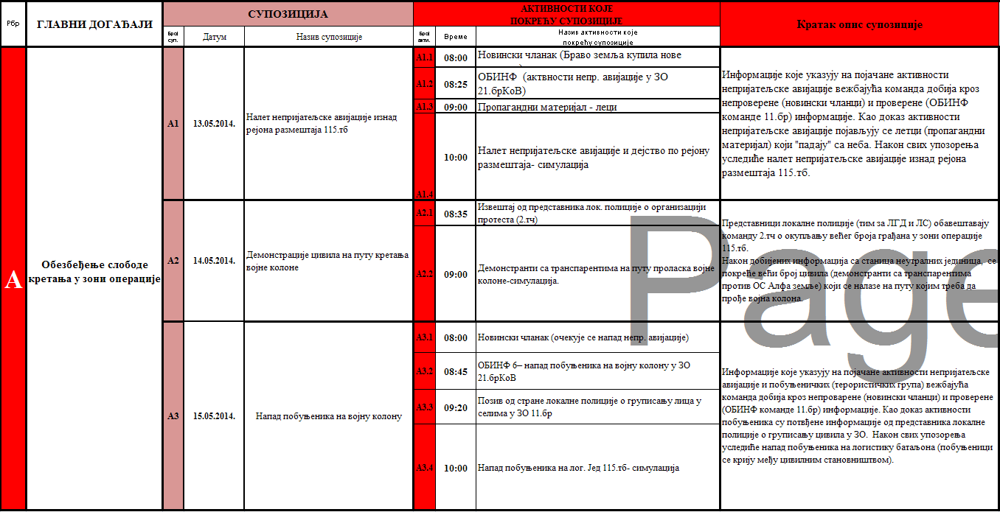 Рбр
ГЛАВНИ ДОГАЂАЈИ
СУПОЗИЦИЈА
Број
суп.
Датум
Назив супозиције
АКТИВНОСТИ КОЈЕ
ПОКРЕЋУ СУПОЗИЦИЈЕ
Број
акти.
Време
Назив активности које
покрећу супозиције
Кратак опис супозиције
А
Обезбеђење слободе
кретања у зони операције
А1
13.05.2014.
Налет непријатељске авијације изнад
рејона размештаја 115.тб
А1.1
08:00
Новински чланак (Браво земља купила нове
А1.2
08:25
ОБИНФ (актвности непр. авијације у ЗО
21.брКоВ)
А1.3
09:00
Пропагандни материјал - леци
А1.4
10:00
Налет непријатељске авијације и дејство по рејону
размештаја- симулација
Информације које указују на појачане активности
непријатељске авијације вежбајућа команда добија кроз
непроверене (новински чланци) и проверене (ОБИНФ
команде 11.бр) информације. Као доказ активности
непријатељске авијације појављују се летци (пропагандни
материјал) који "падају" са неба. Након свих упозорења
уследиће налет непријатељске авијације изнад рејона
размештаја 115.тб.
А2
14.05.2014.
Демонстрације цивила на путу кретања
војне колоне
А2.1
08:35
Извештај од представника лок. полиције о организацији
протеста (2.тч)
А2.2
09:00
Демонстранти са транспарентима на путу проласка војне
колоне-симулација.
Представници локалне полиције (тим за ЛГД и ЛС) обавештавају
команду 2.тч о окупљању већег броја грађана у зони операције
115.тб.
Након добијених информација са станица неутралних јединица, се
покреће већи број цивила (демонстранти са транспарентима
против ОС Алфа земље) који се налазе на путу којим треба да
прође војна колона.
А3
15.05.2014.
Напад побуњеника на војну колону
А3.1
08:00
Новински чланак (очекује се напад непр. авијације)
А3.2
08:45
ОБИНФ 6– напад побуњеника на војну колону у ЗО
21.брКоВ
А3.3
09:20
Позив од стране локалне полиције о груписању лица у
селима у ЗО 11.бр
А3.4
10:00
Напад побуњеника на лог. Јед 115.тб- симулација
Информације које указују на појачане активности непријатељске
авијације и побуњеничких (терористичких група) вежбајућа
команда добија кроз непроварене (новински чланци) и проверене
(ОБИНФ команде 11.бр) информације. Као доказ активности
побуњеника су потвђене информације од представника локалне
полиције о груписању цивила у ЗО. Након свих упозорења
уследиће напад побуњеника на логистику батаљона (побуњеници
се крију међу цивилним становништвом).
Page